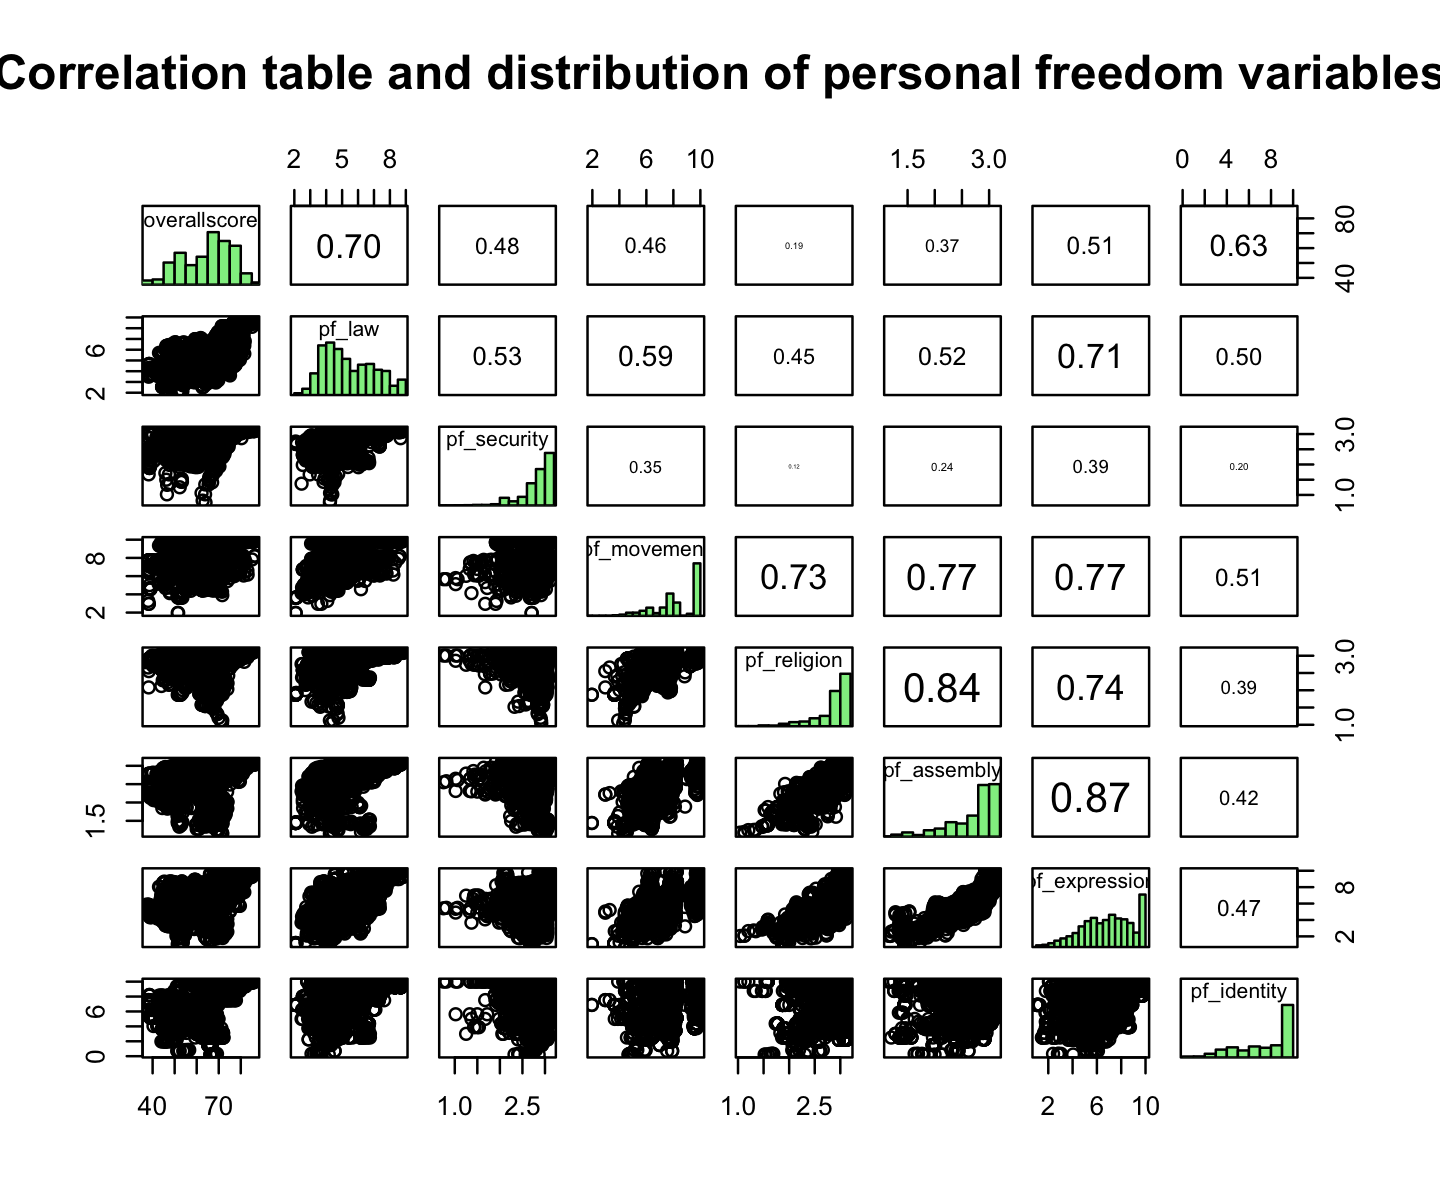 Correlation table and distribution of personal freedom variables
2 5 8 2 6 10 1.5 3.0 0 4 8
overallscore 0.70 0.48 0.46 0.19 0.37 0.51 0.63 40 80
2 6 pf_law 0.53 0.59 0.45 0.52 0.71 0.50
pf_security 0.35 0.12 0.24 0.39 0.20 1.0 3.0
2 8 pf_movemen 0.73 0.77 0.77 0.51
pf_religion 0.84 0.74 0.39 1.0 3.0
1.5 pf_assembly 0.87 0.42
pf_expression 0.47 2 8
0 6 pf_identity
40 70 1.0 2.5 1.0 2.5 2 6 10